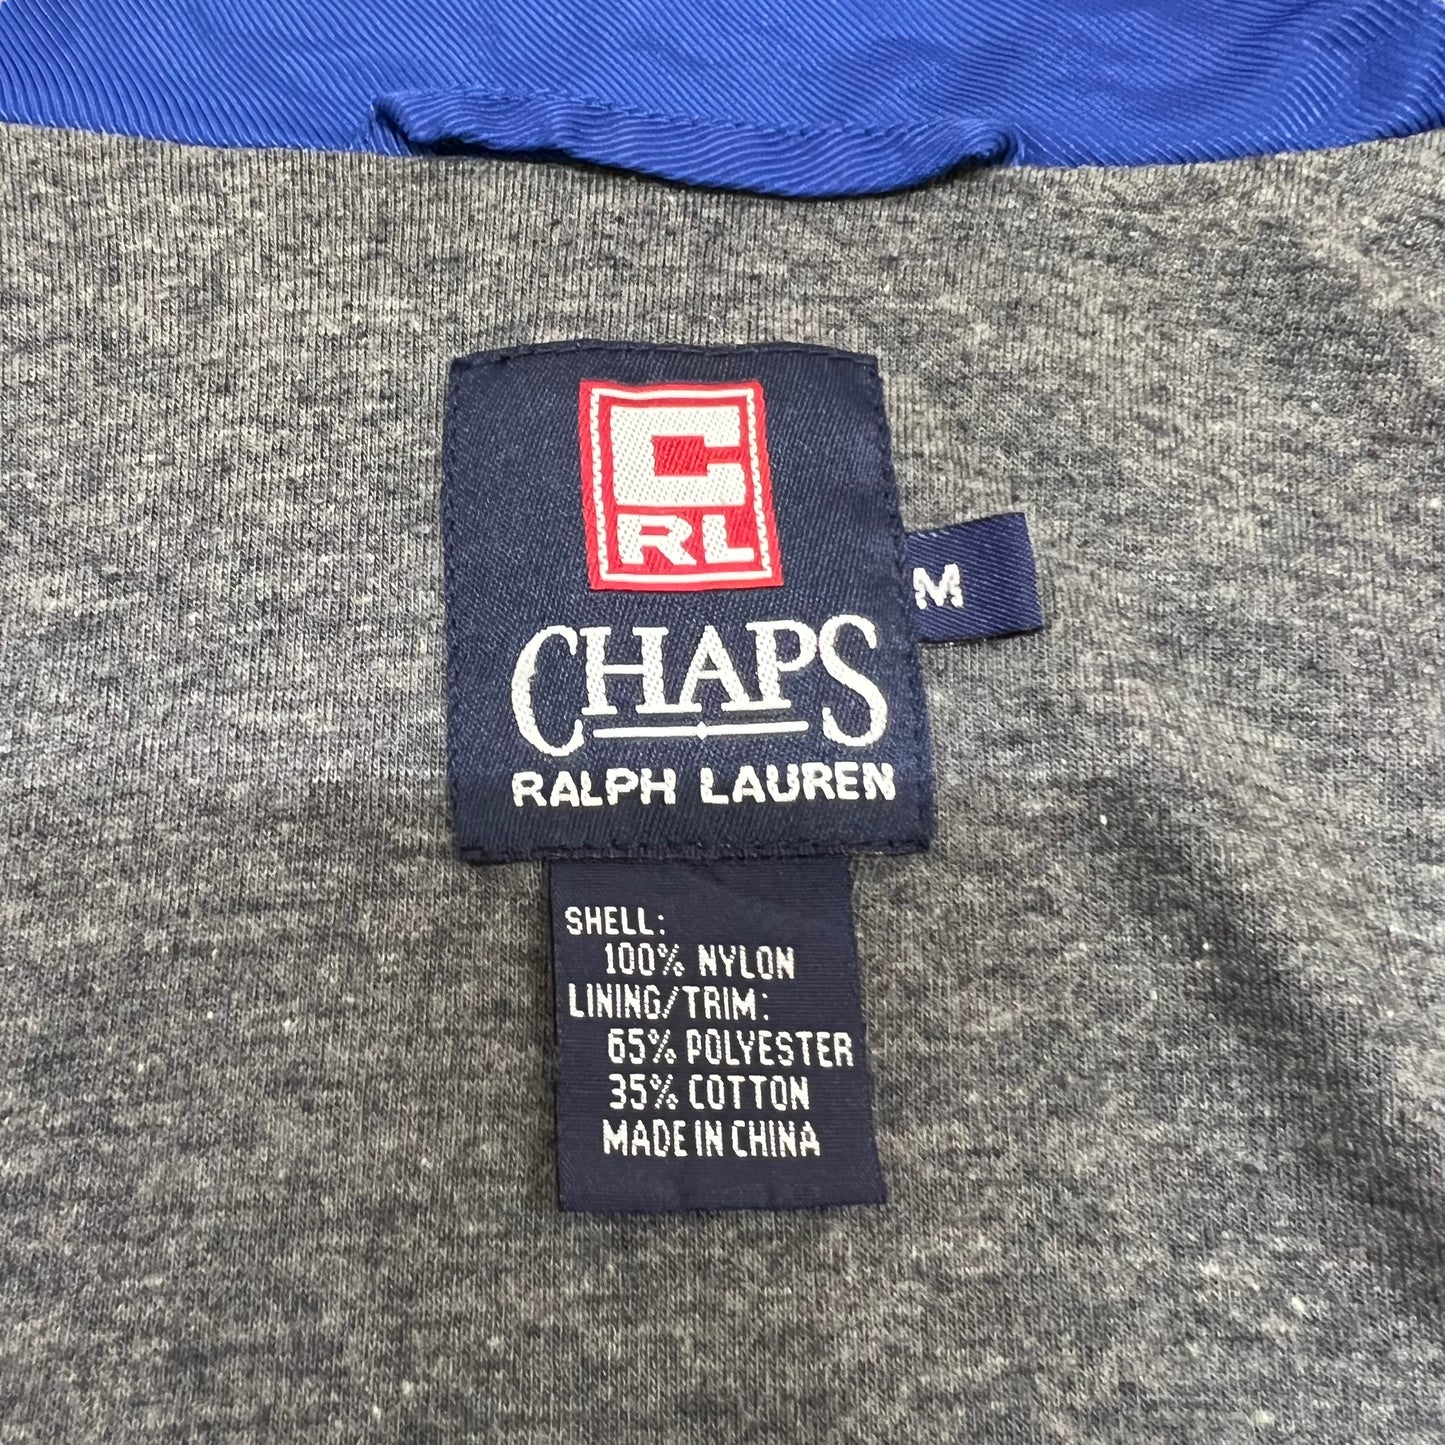 C
RL
CHAPS
RALPH LAUREN
M
SHELL:
100% NYLON
LINING/TRIM:
65% POLYESTER
35% COTTON
MADE IN CHINA